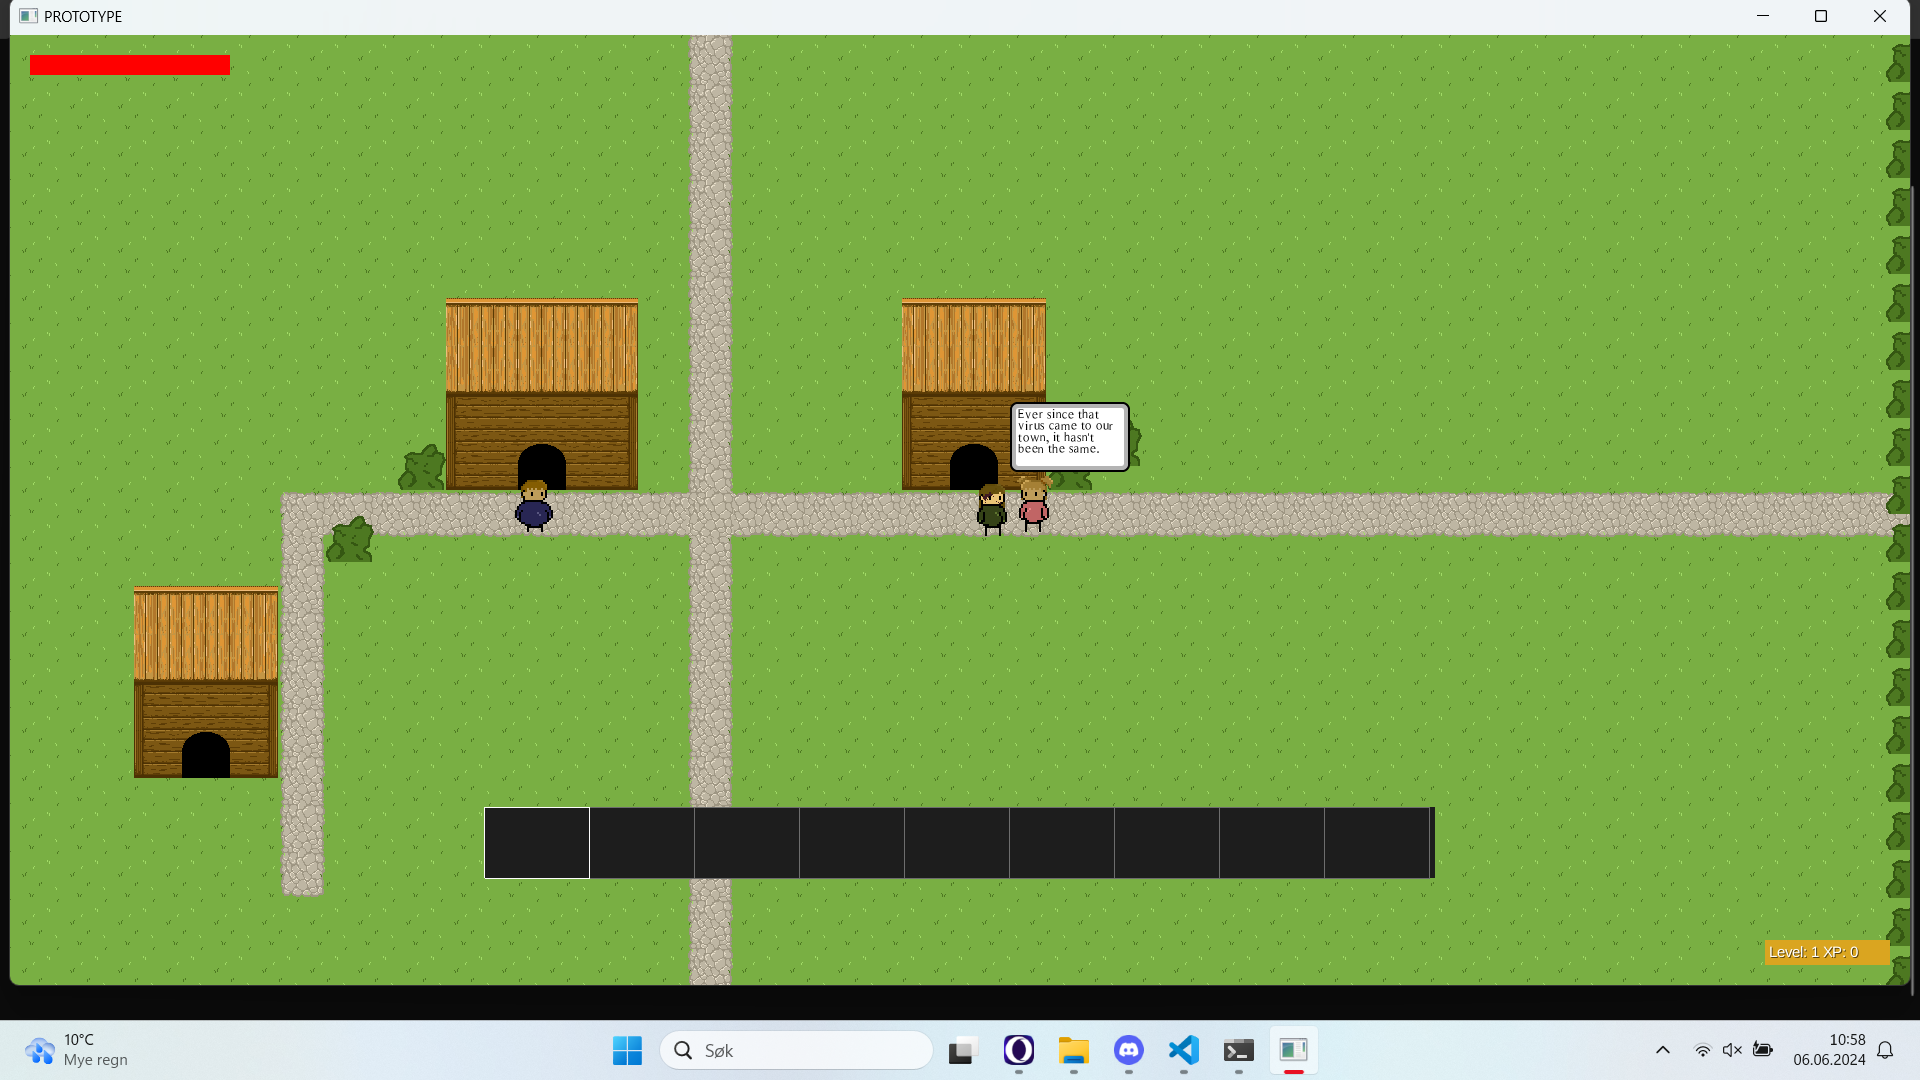 PROTOTYPE
Ever since that
virus came to our
town, it hasn't
been the same.
Level: 1 XP: 0
10°C
Mye regn
Søk
10:58
06.06.2024